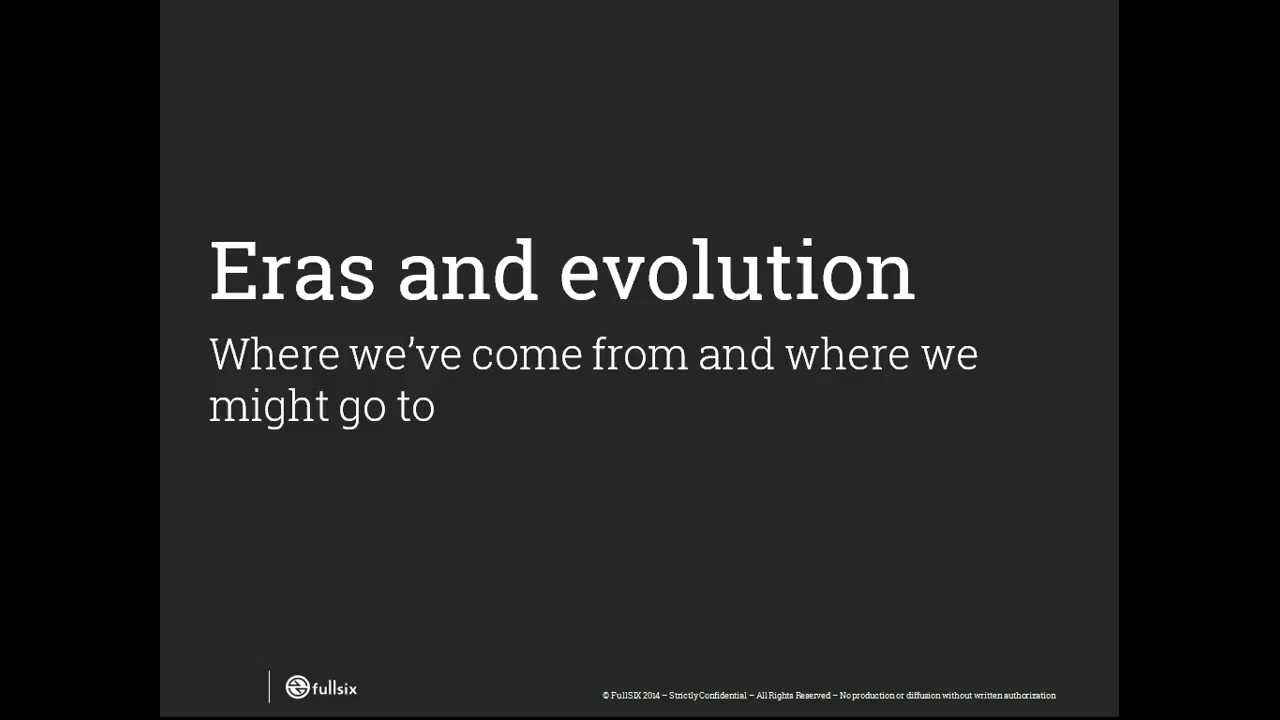 Eras and evolution
Where we’ve come from and where we
might go to
fullsix
© FullSIX 2014 – Strictly Confidential – All Rights Reserved – No production or diffusion without written authorization